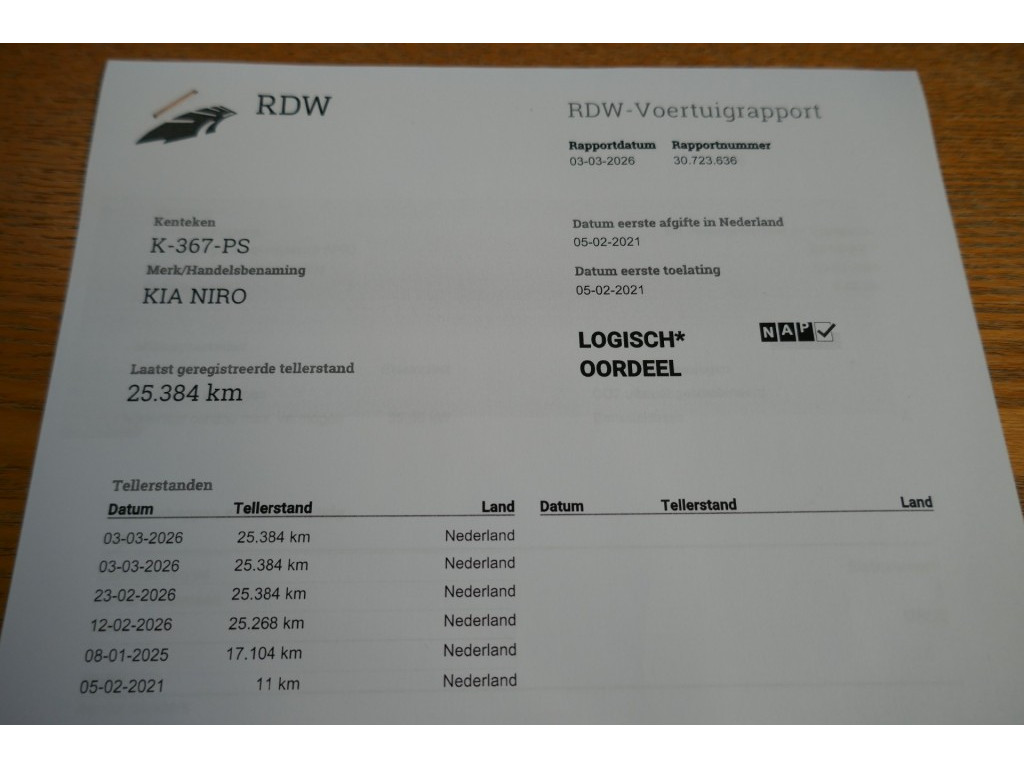 RDW
RDW-Voertuigrapport
Rapportdatum Rapportnummer
03-03-2026 30.723.636
Kenteken
K-367-PS
Merk/Handelsbenaming
KIA NIRO
Datum eerste afgifte in Nederland
05-02-2021
Datum eerste toelating
05-02-2021
LOGISCH*
OORDEEL
NAP
Laatst geregistreerde tellerstand
25.384 km
Tellerstanden
Datum Tellerstand Land Datum Tellerstand Land
03-03-2026 25.384 km Nederland
03-03-2026 25.384 km Nederland
23-02-2026 25.384 km Nederland
12-02-2026 25.268 km Nederland
08-01-2025 17.104 km Nederland
05-02-2021 11 km Nederland